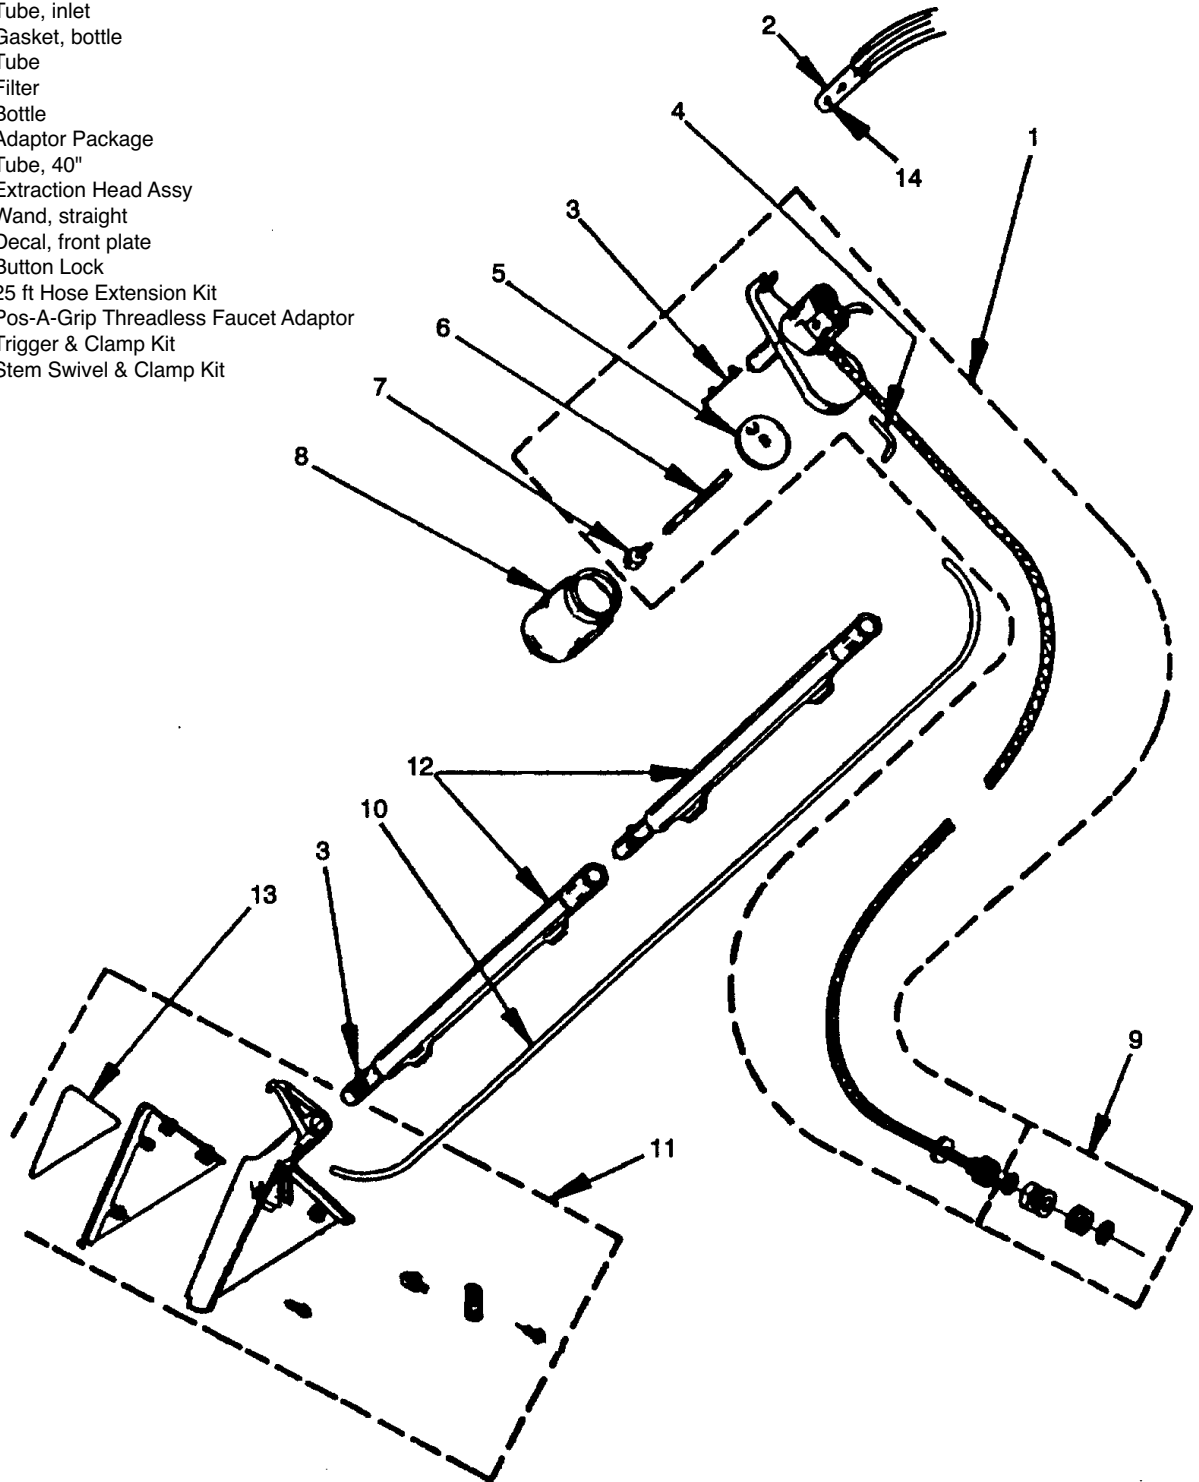 Tube, inlet
Gasket, bottle
Tube
Filter
Bottle
Adaptor Package
Tube, 40"
Extraction Head Assy
Wand, straight
Decal, front plate
Button Lock
25 ft Hose Extension Kit
Pos-A-Grip Threadless Faucet Adaptor
Trigger & Clamp Kit
Stem Swivel & Clamp Kit
2
4
14
1
3
5
6
7
8
12
10
3
13
9
11